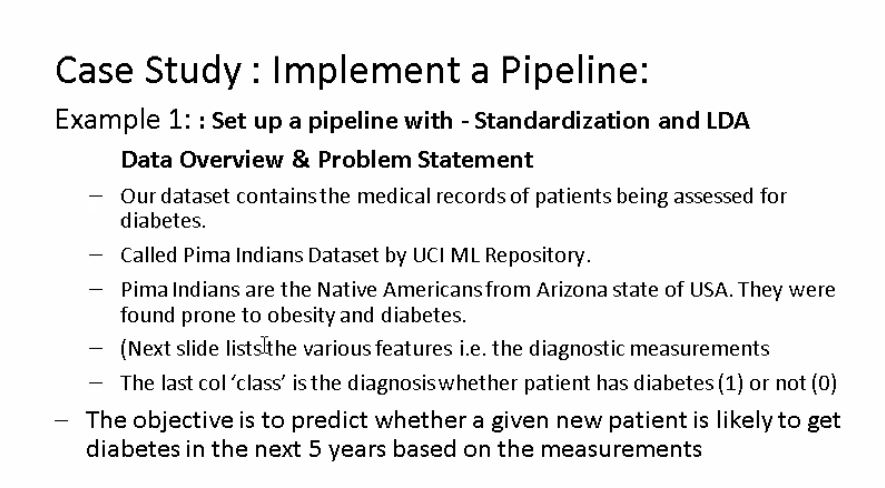 Case Study : Implement a Pipeline:
Example 1: : Set up a pipeline with - Standardization and LDA
Data Overview & Problem Statement
– Our dataset contains the medical records of patients being assessed for
diabetes.
– Called Pima Indians Dataset by UCI ML Repository.
– Pima Indians are the Native Americans from Arizona state of USA. They were
found prone to obesity and diabetes.
– (Next slide lists the various features i.e. the diagnostic measurements
– The last col ‘class’ is the diagnosis whether patient has diabetes (1) or not (0)
– The objective is to predict whether a given new patient is likely to get
diabetes in the next 5 years based on the measurements